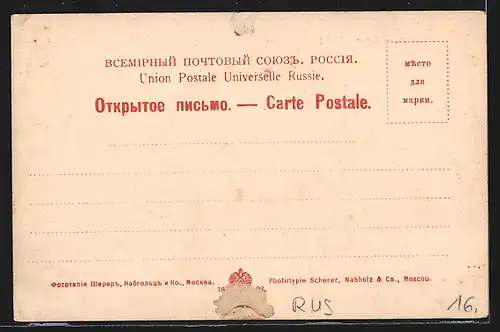 ВСЕМІРНЫЙ ПОЧТОВЫЙ СОЮЗЪ. РОССІЯ.
Union Postale Universelle Russie.
Открытое письмо. — Carte Postale.
мѣсто
для
марки.
Фототипія Шереръ, Набгольцъ и Ко., Москва.
Phototypie Scherer, Nabholz & Co., Moscou.
RUS
16.